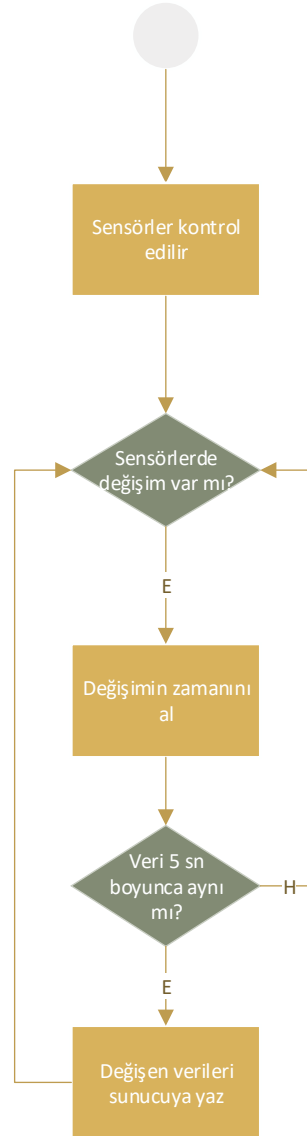 Sensörler kontrol
edilir
Sensörlerde
değişim var mı?
E
Değişimin zamanını
al
Veri 5 sn
boyunca aynı
mı?
H
E
Değişen verileri
sunucuya yaz